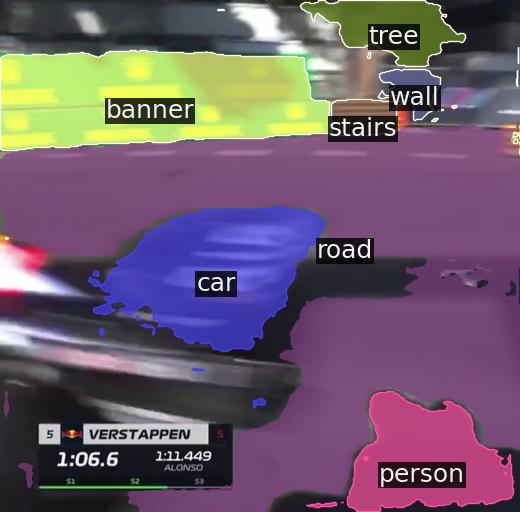 tree
wall
banner
stairs
road
car
5 VERSTAPPEN 5
1:06.6 1:11.449
ALONSO
S1 S2 S3
person